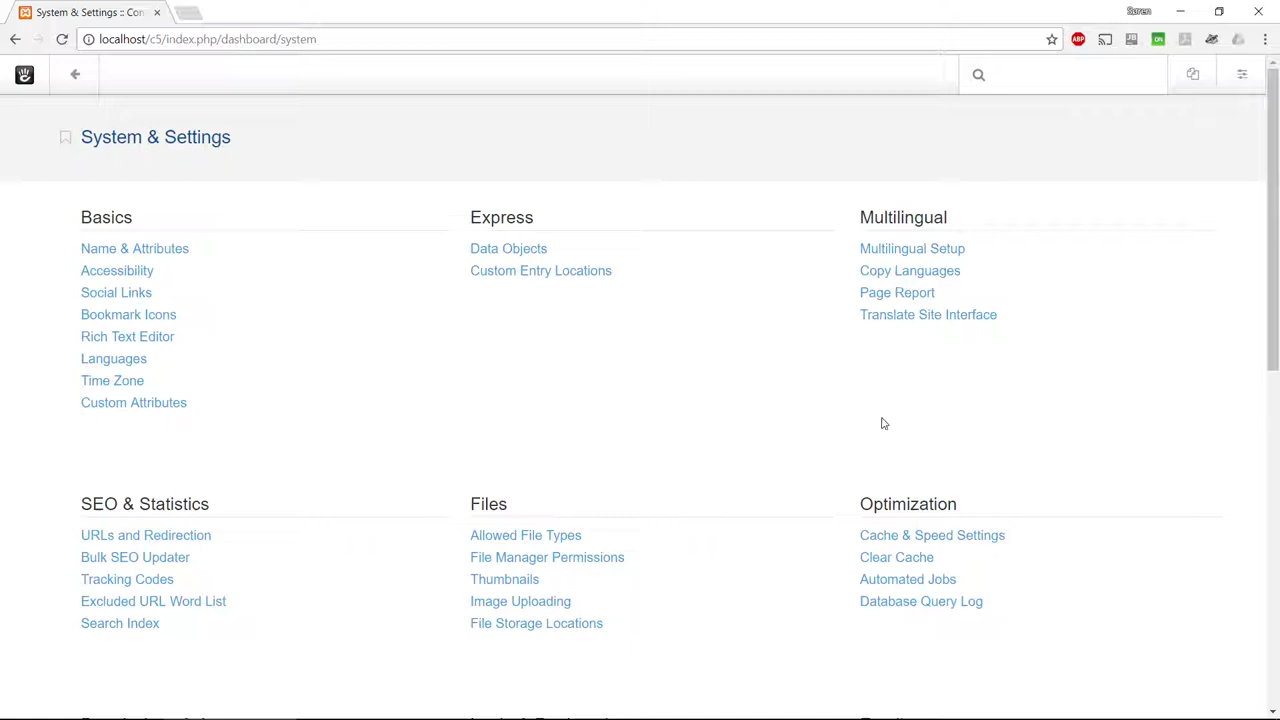 System & Settings :: Con
Søren
localhost/c5/index.php/dashboard/system
ABP
System & Settings
Basics
Name & Attributes
Accessibility
Social Links
Bookmark Icons
Rich Text Editor
Languages
Time Zone
Custom Attributes
Express
Data Objects
Custom Entry Locations
Multilingual
Multilingual Setup
Copy Languages
Page Report
Translate Site Interface
SEO & Statistics
URLs and Redirection
Bulk SEO Updater
Tracking Codes
Excluded URL Word List
Search Index
Files
Allowed File Types
File Manager Permissions
Thumbnails
Image Uploading
File Storage Locations
Optimization
Cache & Speed Settings
Clear Cache
Automated Jobs
Database Query Log